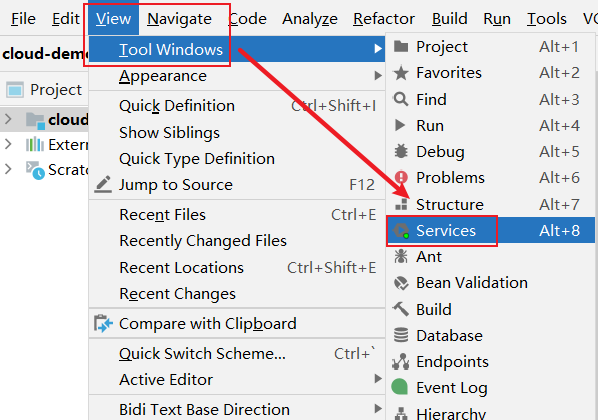 File Edit View Navigate Code Analyze Refactor Build Run Tools
cloud-dem
Project
cloud
Extern
Scratc
Tool Windows
Appearance
Quick Definition Ctrl+Shift+I
Show Siblings
Quick Type Definition
Jump to Source F12
Recent Files Ctrl+E
Recently Changed Files
Recent Locations Ctrl+Shift+E
Recent Changes
Compare with Clipboard
Quick Switch Scheme... Ctrl+`
Active Editor
Bidi Text Base Direction
Project Alt+1
Favorites Alt+2
Find Alt+3
Run Alt+4
Debug Alt+5
Problems Alt+6
Structure Alt+7
Services Alt+8
Ant
Bean Validation
Build
Database
Endpoints
Event Log
Hierarchy